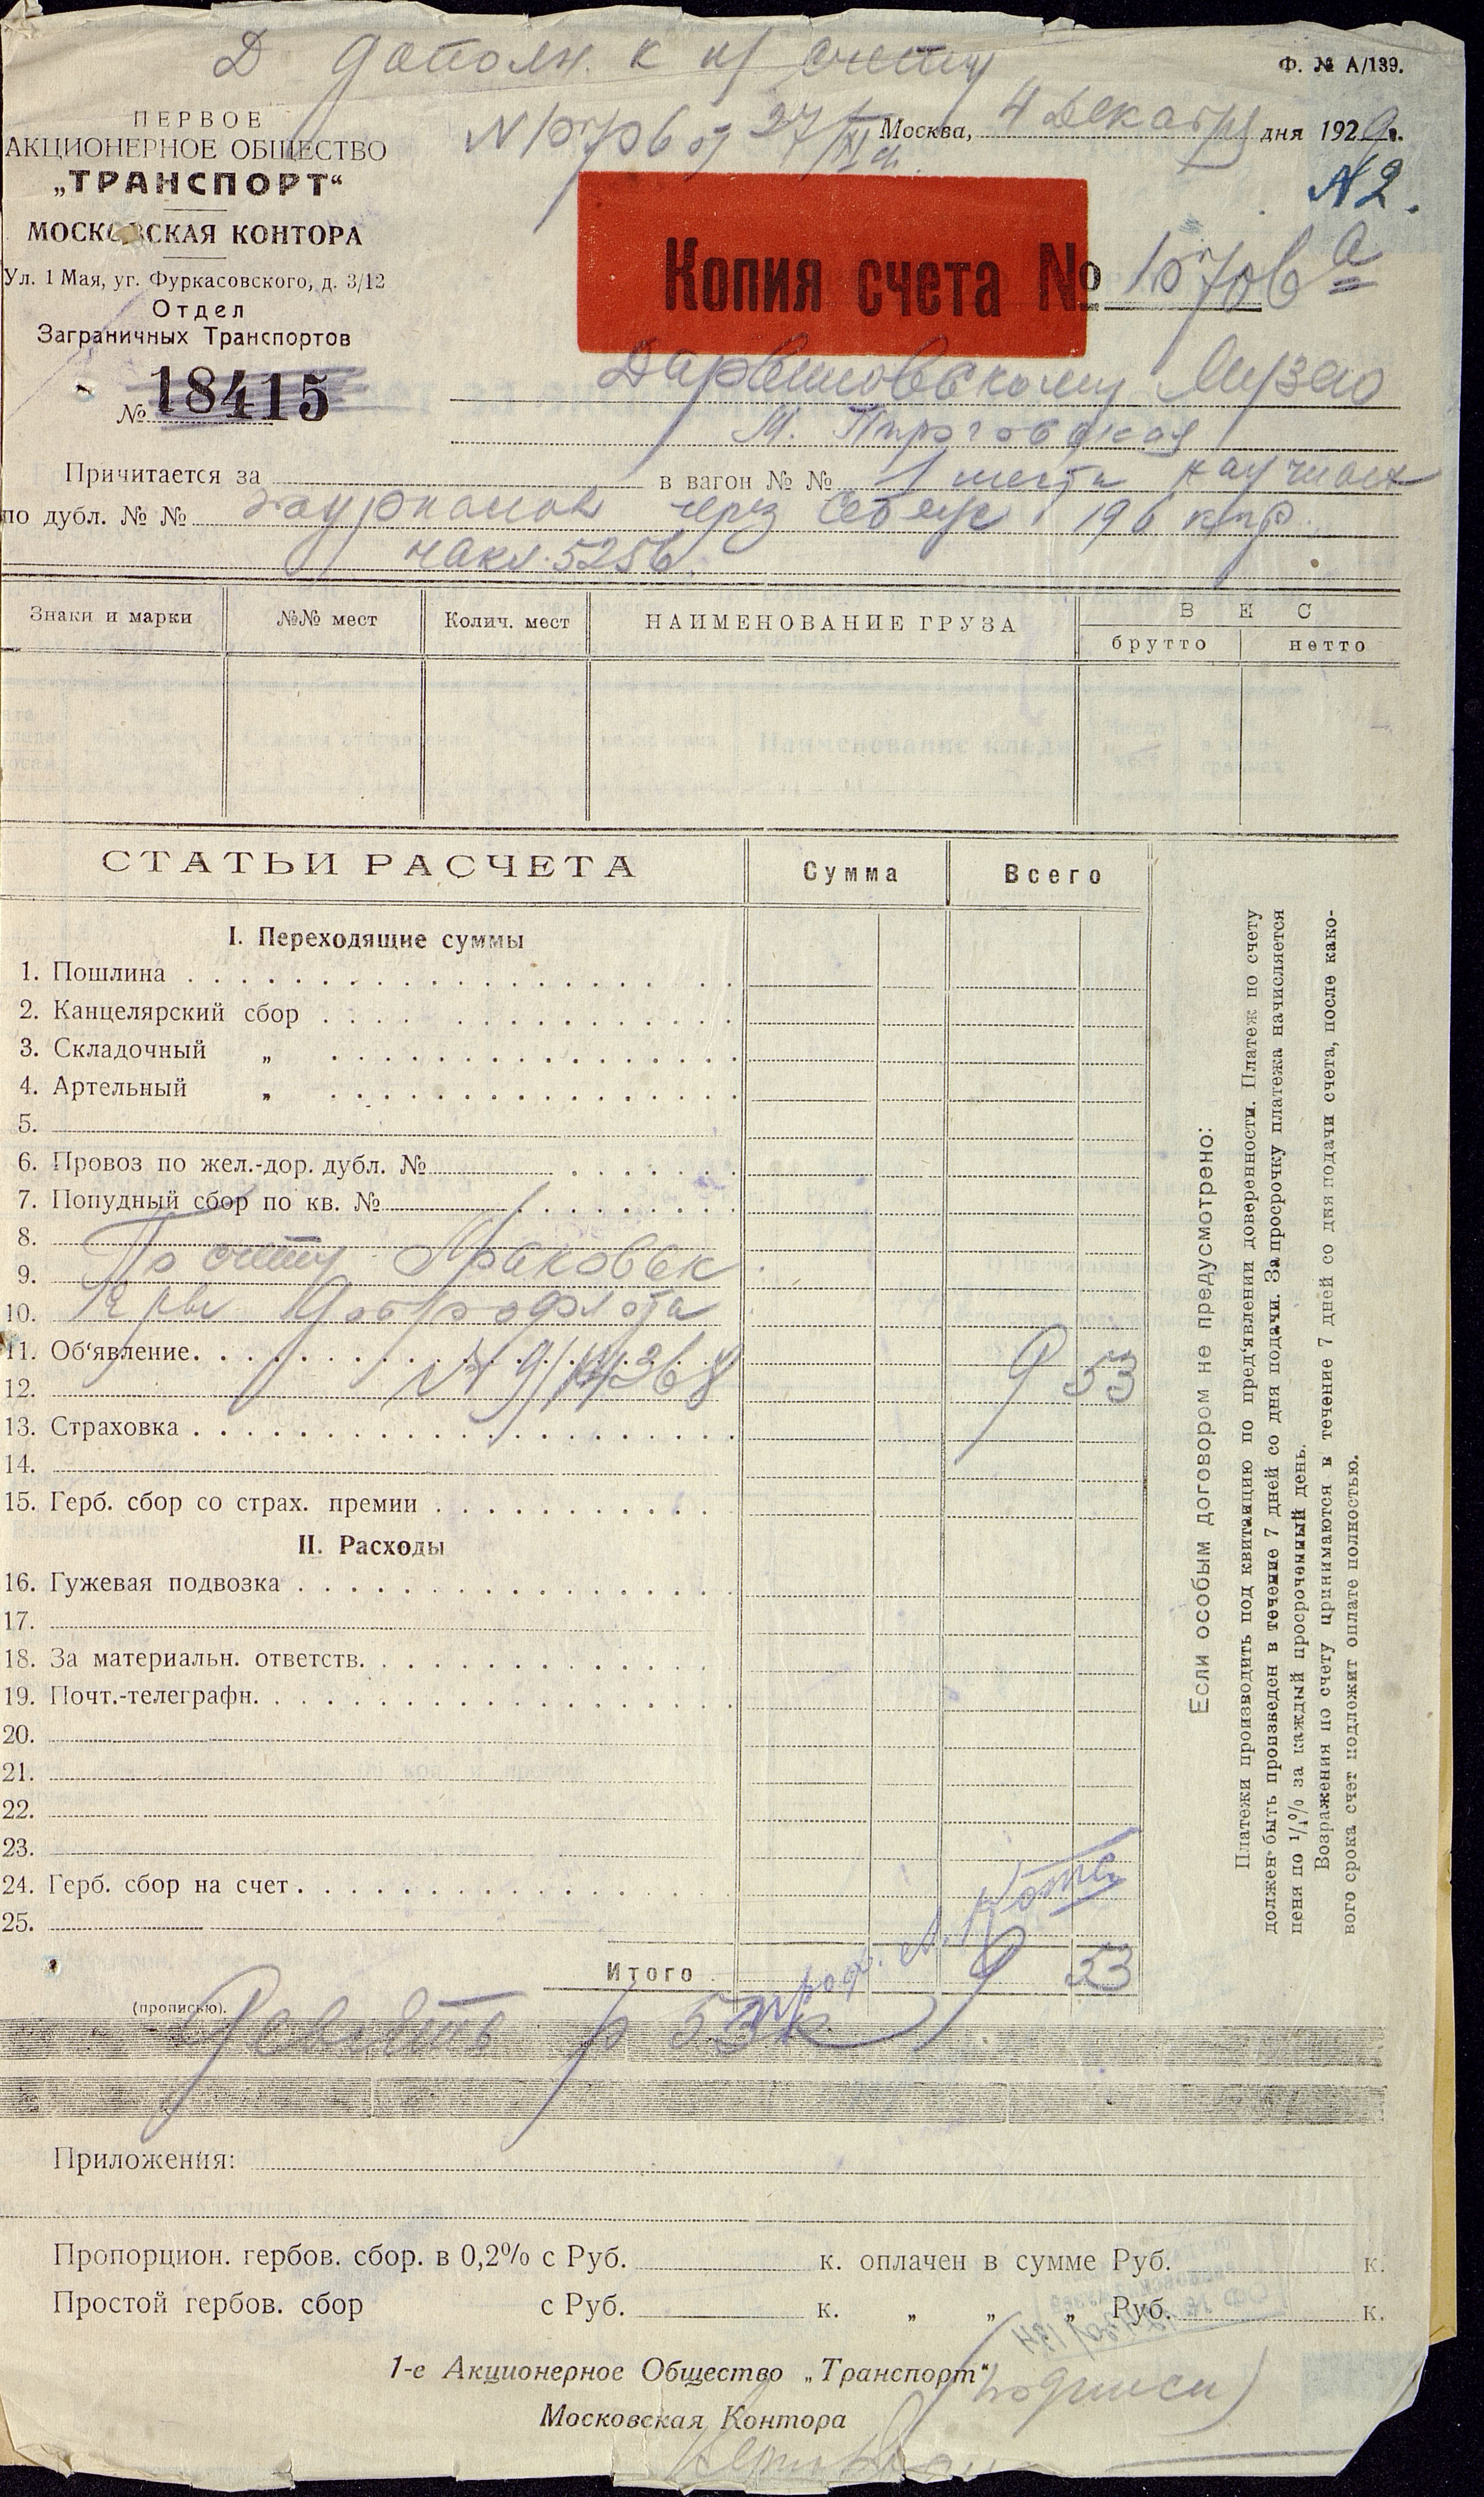 Д дополн. к н/ счету
Ф. № А/139.
ПЕРВОЕ
АКЦИОНЕРНОЕ ОБЩЕСТВО
„ТРАНСПОРТ“
МОСКОВСКАЯ КОНТОРА
Ул. 1 Мая, уг. Фуркасовского, д. 3/12
Отдел
Заграничных Транспортов
№ 18415
Москва, 4 Декабря дня 1929 г.
N 2.
Копия счета № 10706 а
Дарвиновскому Музею
М. Пироговская
Причитается за в вагон № № 1 место научных
по дубл. № № через Себеж 196 кгр.
накл. 5256.
Знаки и марки
№№ мест
Колич. мест
НАИМЕНОВАНИЕ ГРУЗА
ВЕС
брутто
нетто
СТАТЬИ РАСЧЕТА
Сумма
Всего
I. Переходящие суммы
1. Пошлина
2. Канцелярский сбор
3. Складочный „
4. Артельный „
5.
6. Провоз по жел.-дор. дубл. №
7. Попудный сбор по кв. №
8.
По счету
9.
10. Добрфлота
11. Об‘явление.
12. 9 53
13. Страховка
14.
15. Герб. сбор со страх. премии
II. Расходы
16. Гужевая подвозка
17.
18. За материальн. ответств.
19. Почт.-телеграфн.
20.
21.
22.
23.
24. Герб. сбор на счет
25.
Итого 9 53
(прописью).
Девять р 53 к
Если особым договором не предусмотрено:
Платежи производить под квитанцию по пред‘явлении доверенности. Платеж по счету
должен быть произведен в течение 7 дней со дня подачи. За просрочку платежа начисляется
пеня по ¼% за каждый просроченный день.
Возражения по счету принимаются в течение 7 дней со дня подачи счета, после како-
вого срока счет подложит оплате полностью.
Приложения:
Пропорцион. гербов. сбор. в 0,2% с Руб. к. оплачен в сумме Руб. к.
Простой гербов. сбор с Руб. к. „ „ „ Руб. к.
1-е Акционерное Общество „Транспорт“
(подписи)
Московская Контора